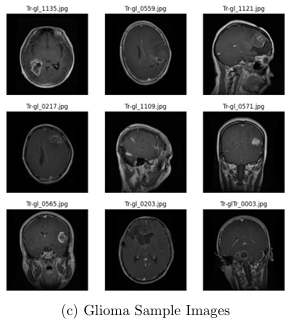 Tr-gl_1135.jpg Tr-gl_0559.jpg Tr-gl_1121.jpg
Tr-gl_0217.jpg Tr-gl_1109.jpg Tr-gl_0571.jpg
Tr-gl_0565.jpg Tr-gl_0203.jpg Tr-glTr_0003.jpg
(c) Glioma Sample Images